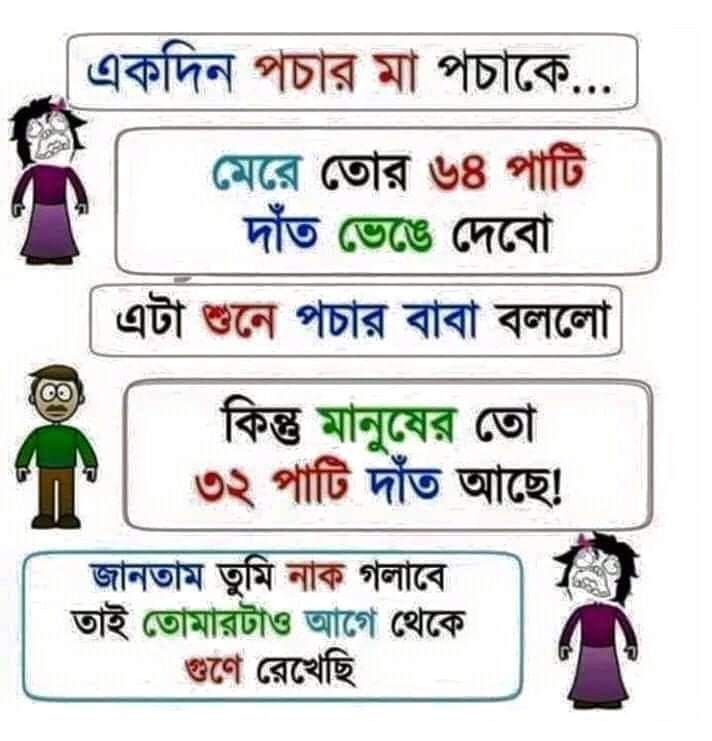 একদিন পচার মা পচাকে...
মেরে তোর ৬৪ পাটি
দাঁত ভেঙে দেবো
এটা শুনে পচার বাবা বললো
কিন্তু মানুষের তো
৩২ পাটি দাঁত আছে!
জানতাম তুমি নাক গলাবে
তাই তোমারটাও আগে থেকে
গুণে রেখেছি